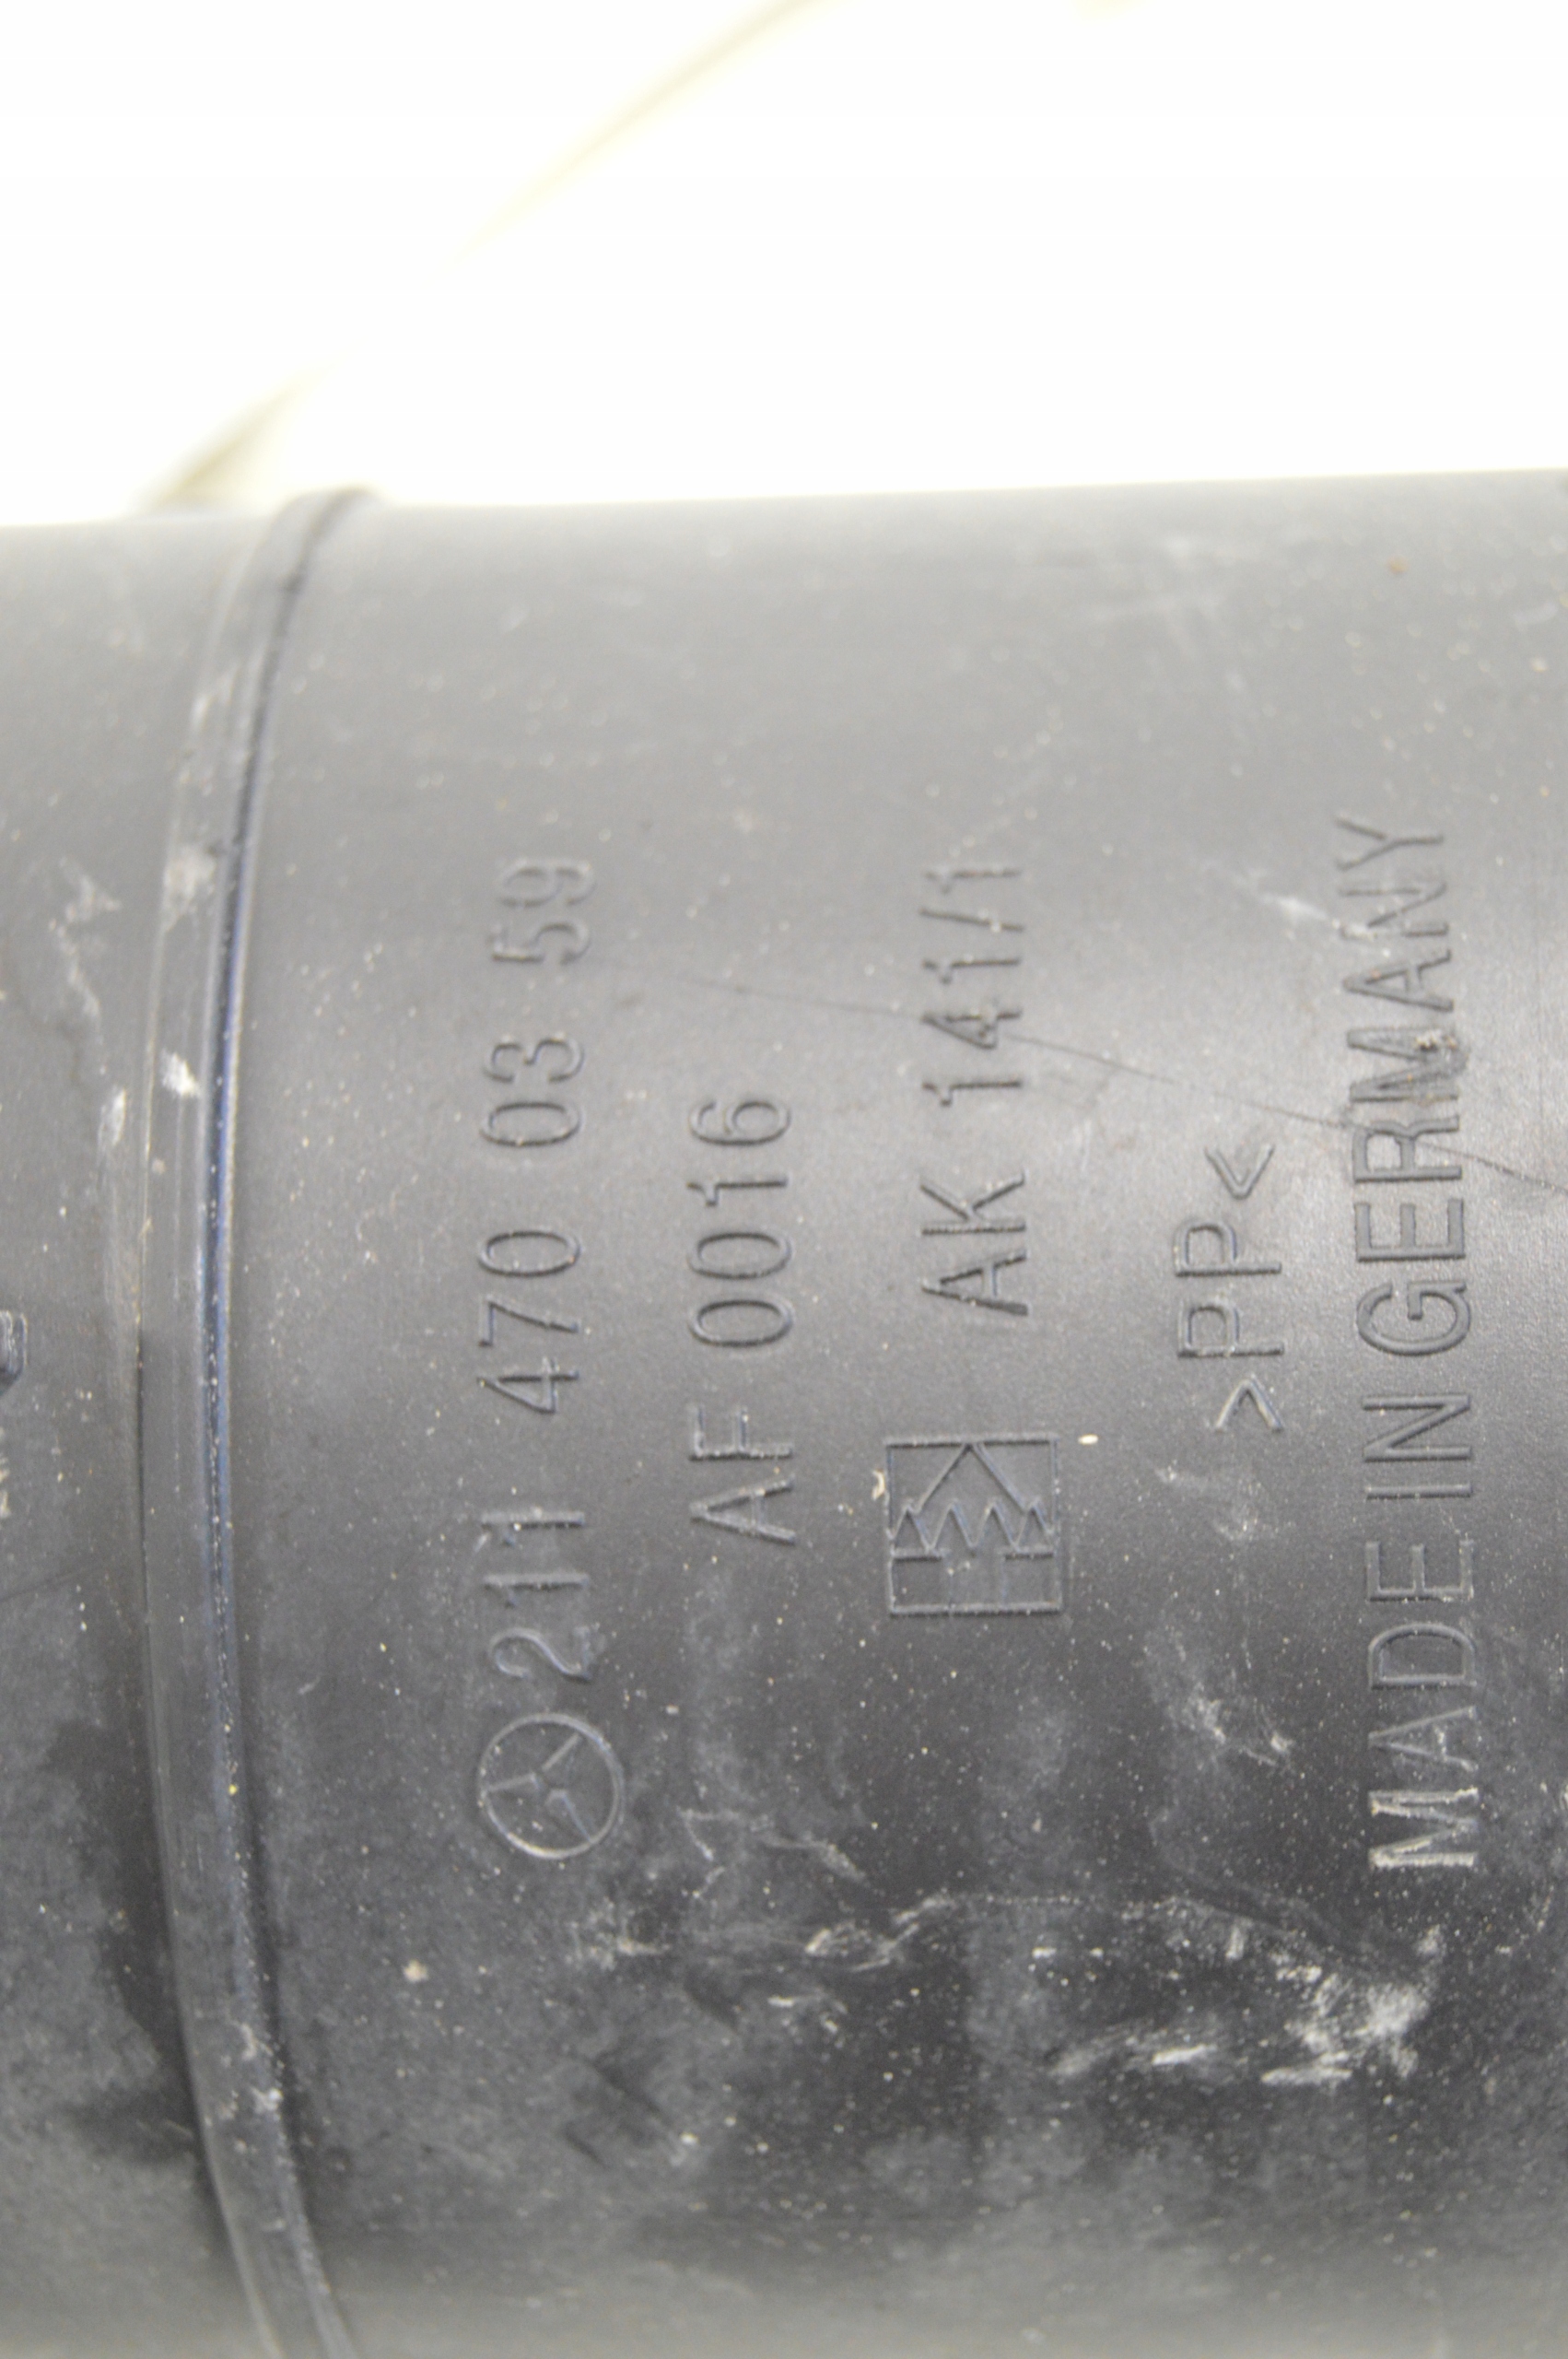 211 470 03 59
AF 0016
AK 141/1
>PP<
MADE IN GERMANY